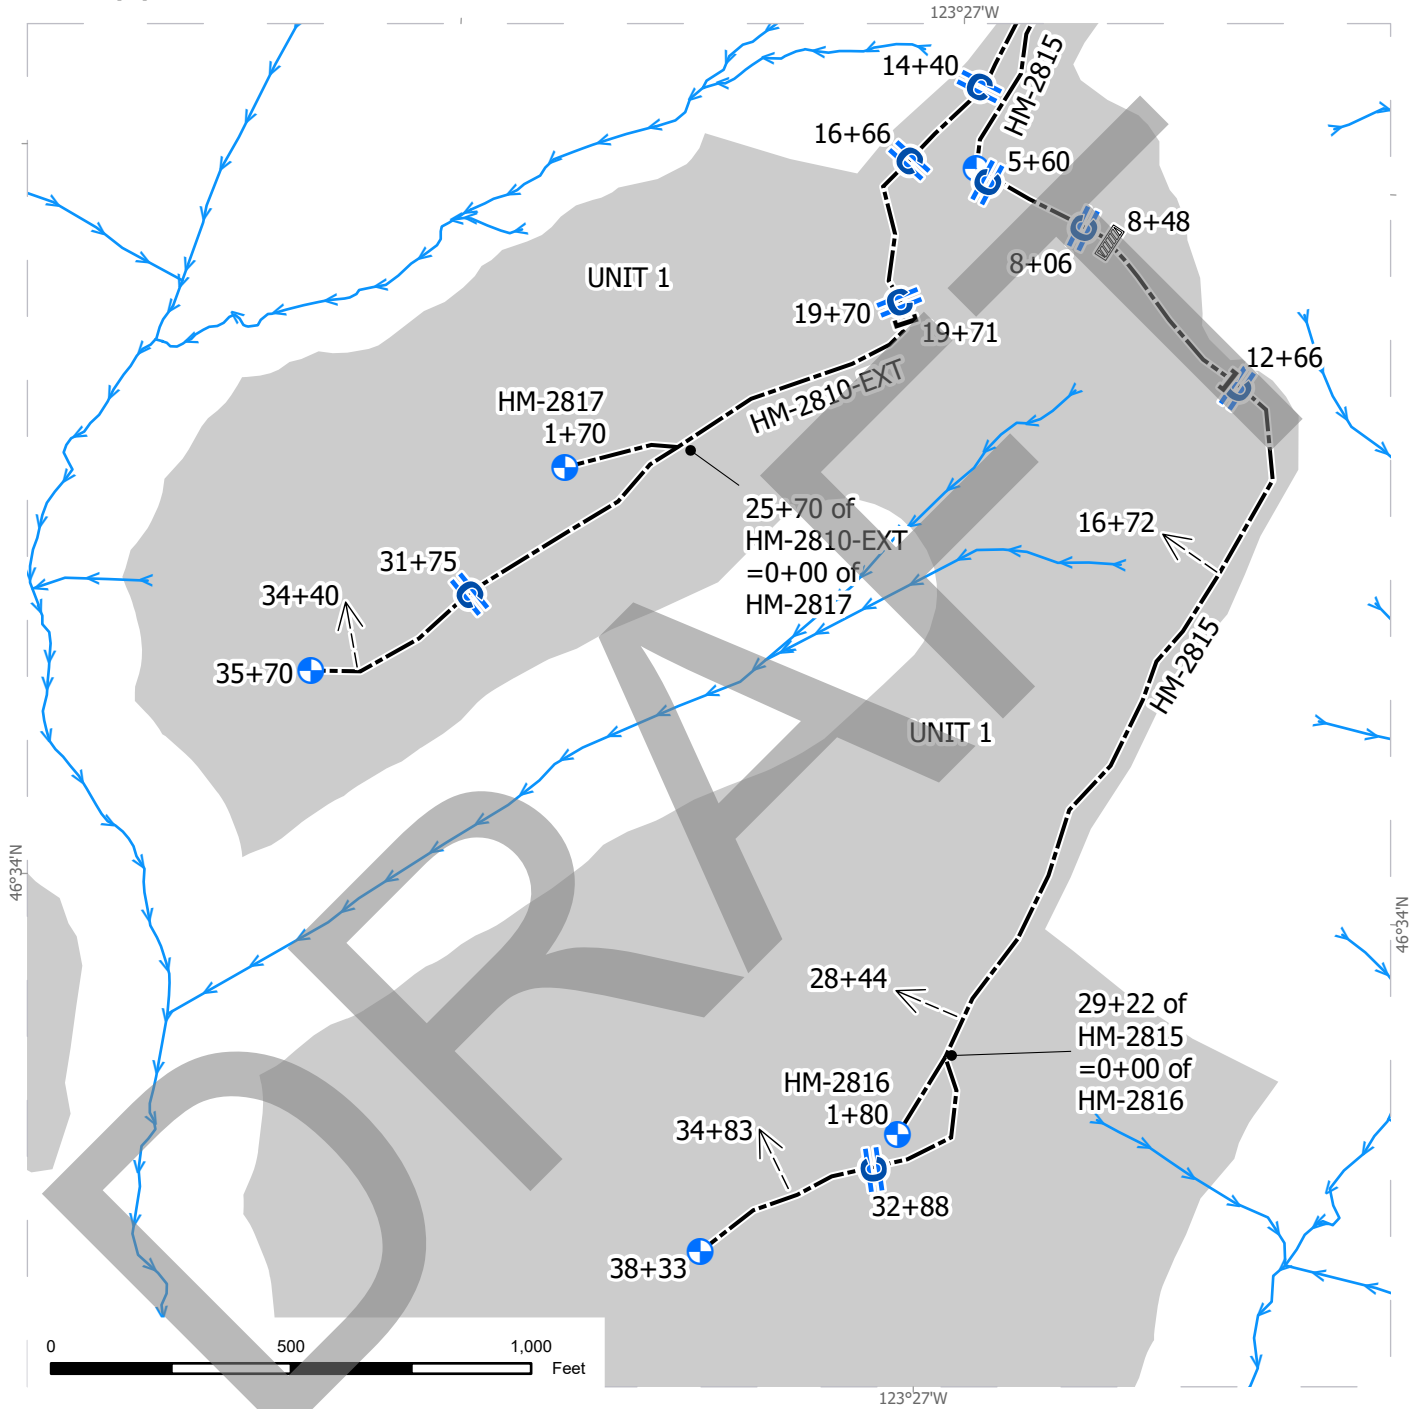 123°27'W
14+40
HM-2815
16+66
5+60
8+48
8+06
UNIT 1
19+70
19+71
12+66
HM-2810-EXT
HM-2817
1+70
25+70 of
HM-2810-EXT
=0+00 of
HM-2817
16+72
31+75
34+40
35+70
HM-2815
UNIT 1
46°34'N
46°34'N
28+44
29+22 of
HM-2815
=0+00 of
HM-2816
HM-2816
1+80
34+83
32+88
38+33
DRAFT
0 500 1,000
Feet
123°27'W